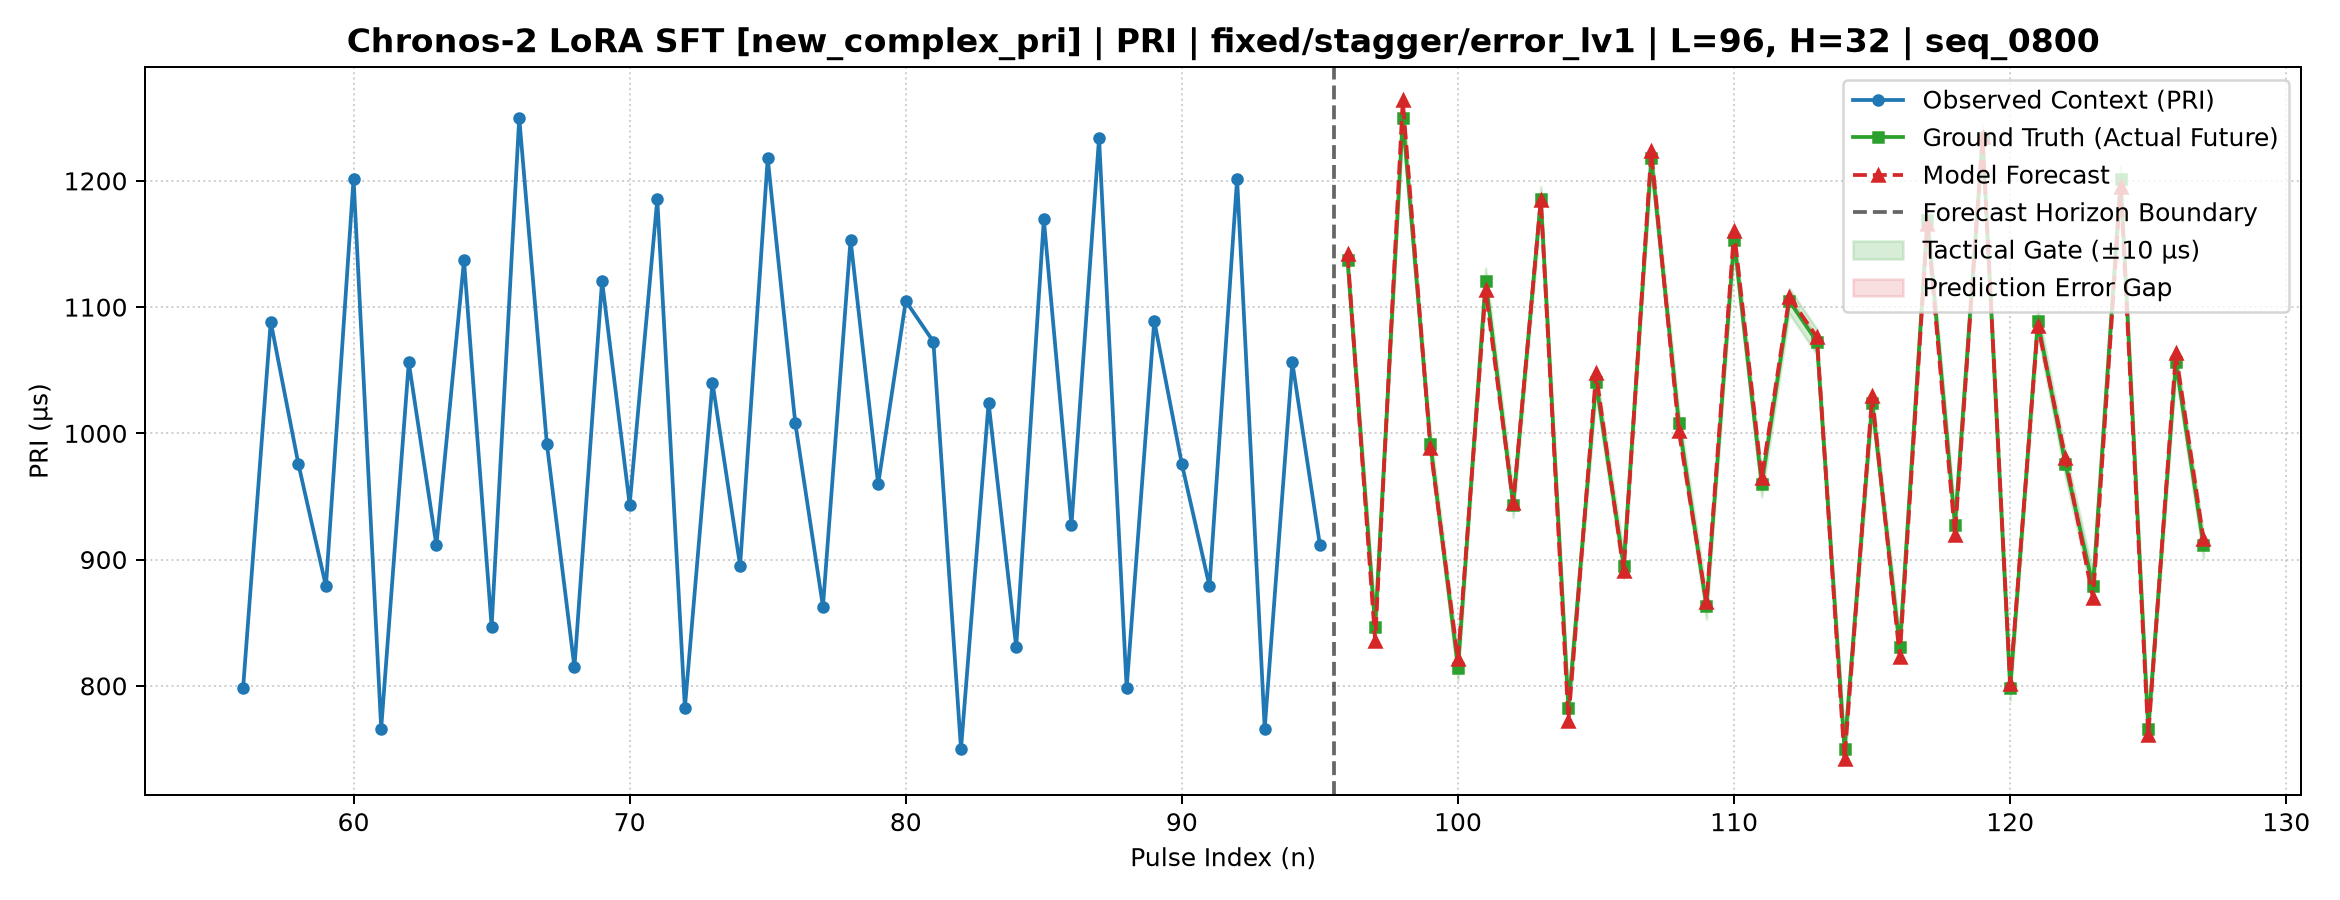 Chronos-2 LoRA SFT [new_complex_pri] | PRI | fixed/stagger/error_lv1 | L=96, H=32 | seq_0800
Observed Context (PRI)
Ground Truth (Actual Future)
Model Forecast
Forecast Horizon Boundary
Tactical Gate (±10 μs)
Prediction Error Gap
PRI (μs)
1200
1100
1000
900
800
60 70 80 90 100 110 120 130
Pulse Index (n)